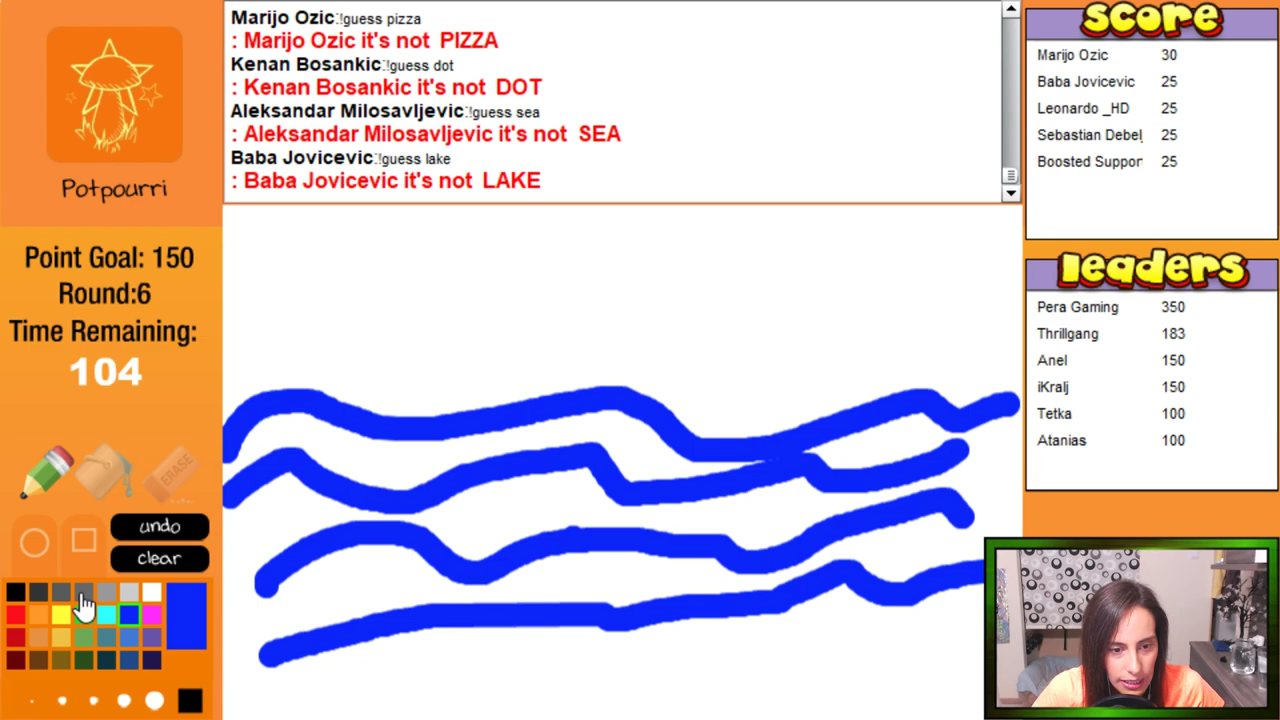 Potpourri
Point Goal: 150
Round:6
Time Remaining:
104
ERASE
undo
clear
Marijo Ozic:!guess pizza
: Marijo Ozic it's not PIZZA
Kenan Bosankic:!guess dot
: Kenan Bosankic it's not DOT
Aleksandar Milosavljevic:!guess sea
: Aleksandar Milosavljevic it's not SEA
Baba Jovicevic:!guess lake
: Baba Jovicevic it's not LAKE
score
Marijo Ozic 30
Baba Jovicevic 25
Leonardo _HD 25
Sebastian Debelj 25
Boosted Suppor 25
leaders
Pera Gaming 350
Thrillgang 183
Anel 150
iKralj 150
Tetka 100
Atanias 100